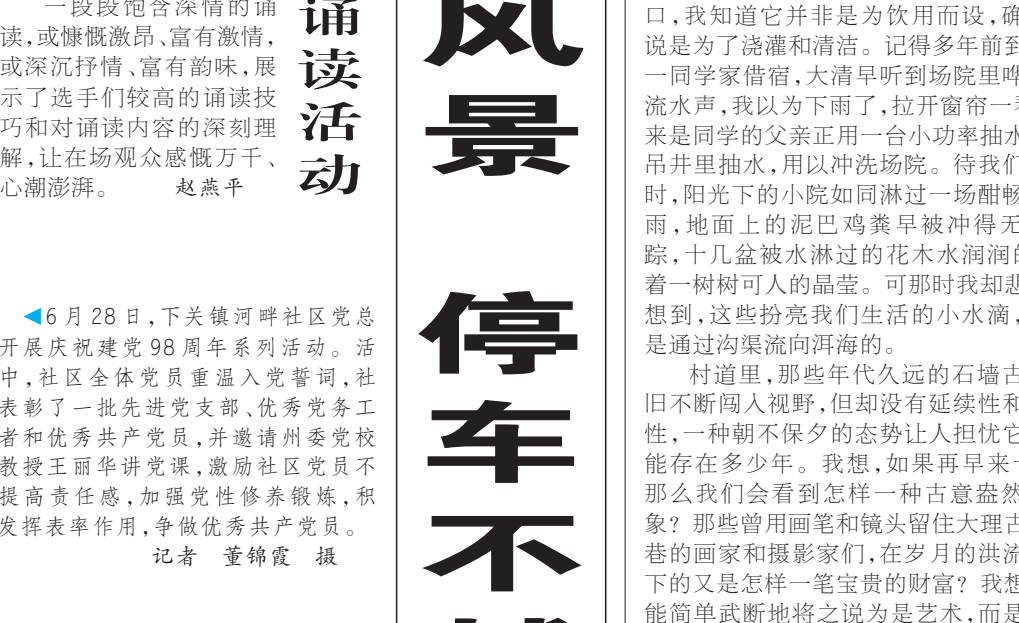 一段段饱含深情的诵
读，或慷慨激昂、富有激情，
或深沉抒情、富有韵味，展
示了选手们较高的诵读技
巧和对诵读内容的深刻理
解，让在场观众感慨万千、
心潮澎湃。 赵燕平
诵读活动
◀6月28日，下关镇河畔社区党总
开展庆祝建党98周年系列活动。活
中，社区全体党员重温入党誓词，社
表彰了一批先进党支部、优秀党务工
者和优秀共产党员，并邀请州委党校
教授王丽华讲党课，激励社区党员不
提高责任感，加强党性修养锻炼，积
发挥表率作用，争做优秀共产党员。
记者 董锦霞 摄
风景 停车不
口，我知道它并非是为饮用而设，确
说是为了浇灌和清洁。记得多年前到
一同学家借宿，大清早听到场院里哗
流水声，我以为下雨了，拉开窗帘一看
来是同学的父亲正用一台小功率抽水
吊井里抽水，用以冲洗场院。待我们
时，阳光下的小院如同淋过一场酣畅
雨，地面上的泥巴鸡粪早被冲得无
踪，十几盆被水淋过的花木水润润的
着一树树可人的晶莹。可那时我却悲
想到，这些扮亮我们生活的小水滴，
是通过沟渠流向洱海的。
村道里，那些年代久远的石墙古
旧不断闯入视野，但却没有延续性和
性，一种朝不保夕的态势让人担忧它
能存在多少年。我想，如果再早来十
那么我们会看到怎样一种古意盎然
象？那些曾用画笔和镜头留住大理古
巷的画家和摄影家们，在岁月的洪流
下的又是怎样一笔宝贵的财富？我想
能简单武断地将之说为是艺术，而是